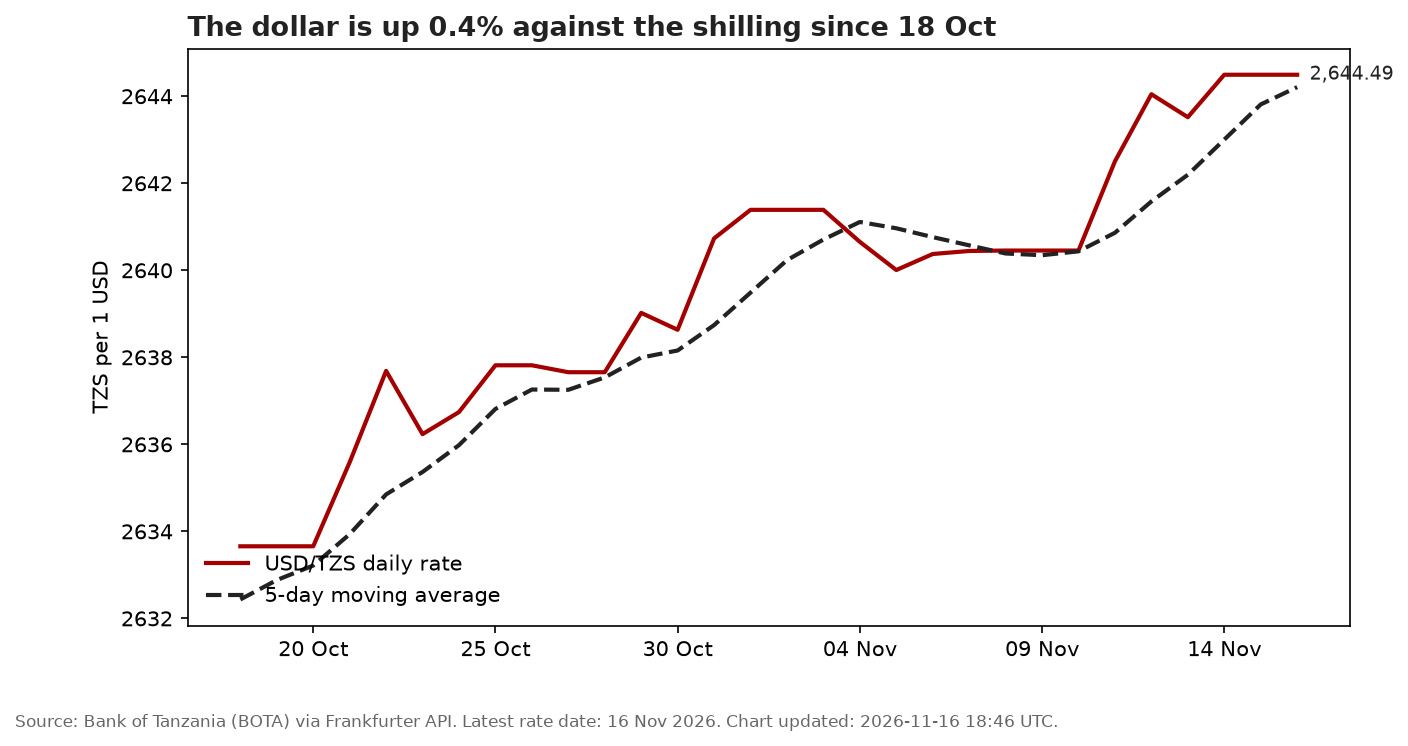 The dollar is up 0.4% against the shilling since 18 Oct
2,644.49
2644
2642
2640
2638
2636
2634
2632
TZS per 1 USD
USD/TZS daily rate
5-day moving average
20 Oct
25 Oct
30 Oct
04 Nov
09 Nov
14 Nov
Source: Bank of Tanzania (BOTA) via Frankfurter API. Latest rate date: 16 Nov 2026. Chart updated: 2026-11-16 18:46 UTC.